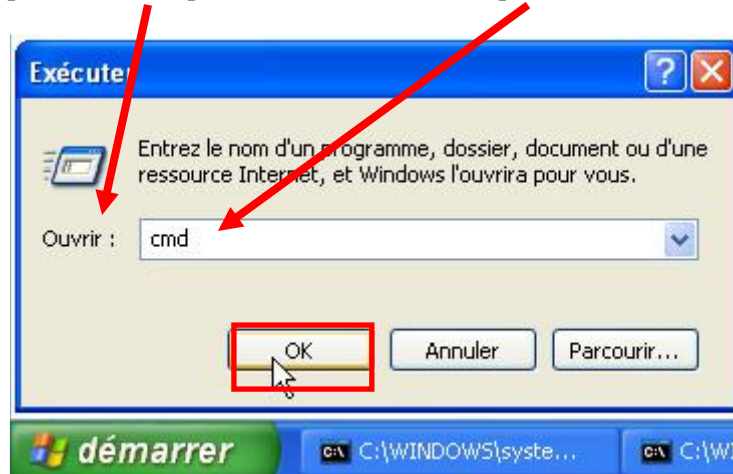 Exécuter
Entrez le nom d'un programme, dossier, document ou d'une
ressource Internet, et Windows l'ouvrira pour vous.
Ouvrir : cmd
OK Annuler Parcourir...
démarrer C:\WINDOWS\syste... C:\WI